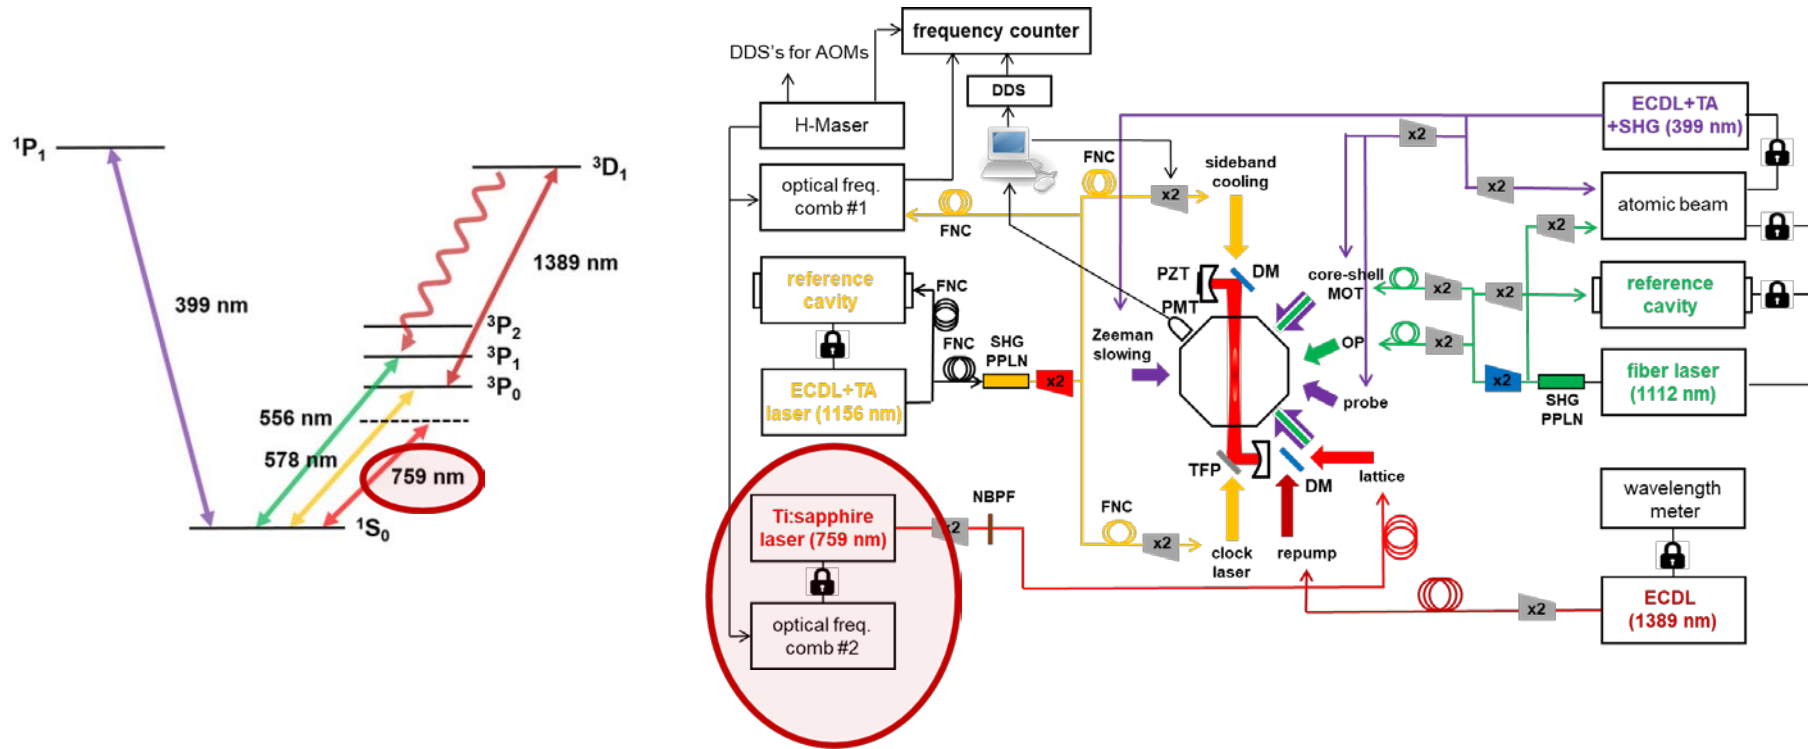 ¹P₁
399 nm
³D₁
1389 nm
³P₂
³P₁
³P₀
556 nm
578 nm
759 nm
¹S₀
frequency counter
DDS's for AOMs
DDS
H-Maser
optical freq.
comb #1
FNC
FNC
x2
sideband
cooling
reference
cavity
FNC
FNC
SHG
PPLN
x2
ECDL+TA
laser (1156 nm)
PZT
DM
PMT
Zeeman
slowing
core-shell
MOT
OP
probe
TFP
DM
lattice
FNC
x2
clock
laser
repump
Ti:sapphire
laser (759 nm)
x2
NBPF
optical freq.
comb #2
ECDL+TA
+SHG (399 nm)
x2
x2
atomic beam
x2
x2
x2
reference
cavity
x2
x2
SHG
PPLN
fiber laser
(1112 nm)
wavelength
meter
x2
ECDL
(1389 nm)